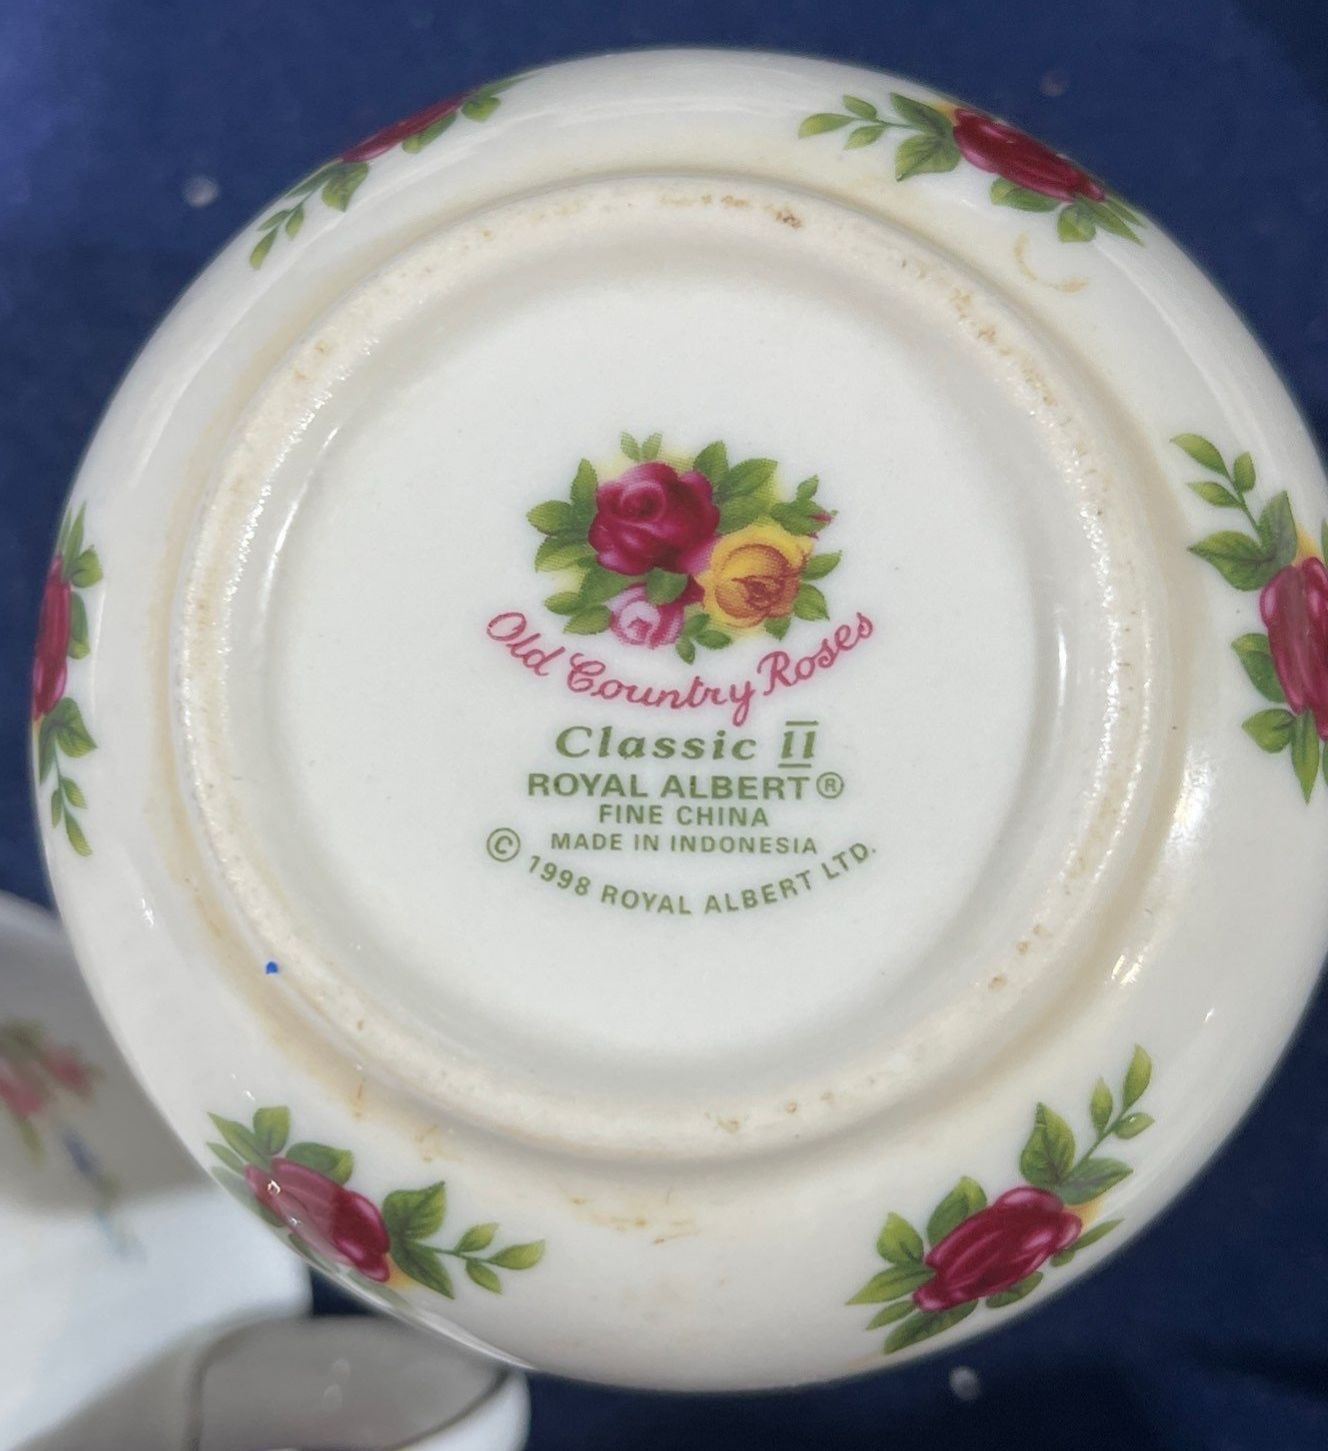 Old Country Roses
Classic II
ROYAL ALBERT®
FINE CHINA
MADE IN INDONESIA
© 1998 ROYAL ALBERT LTD.